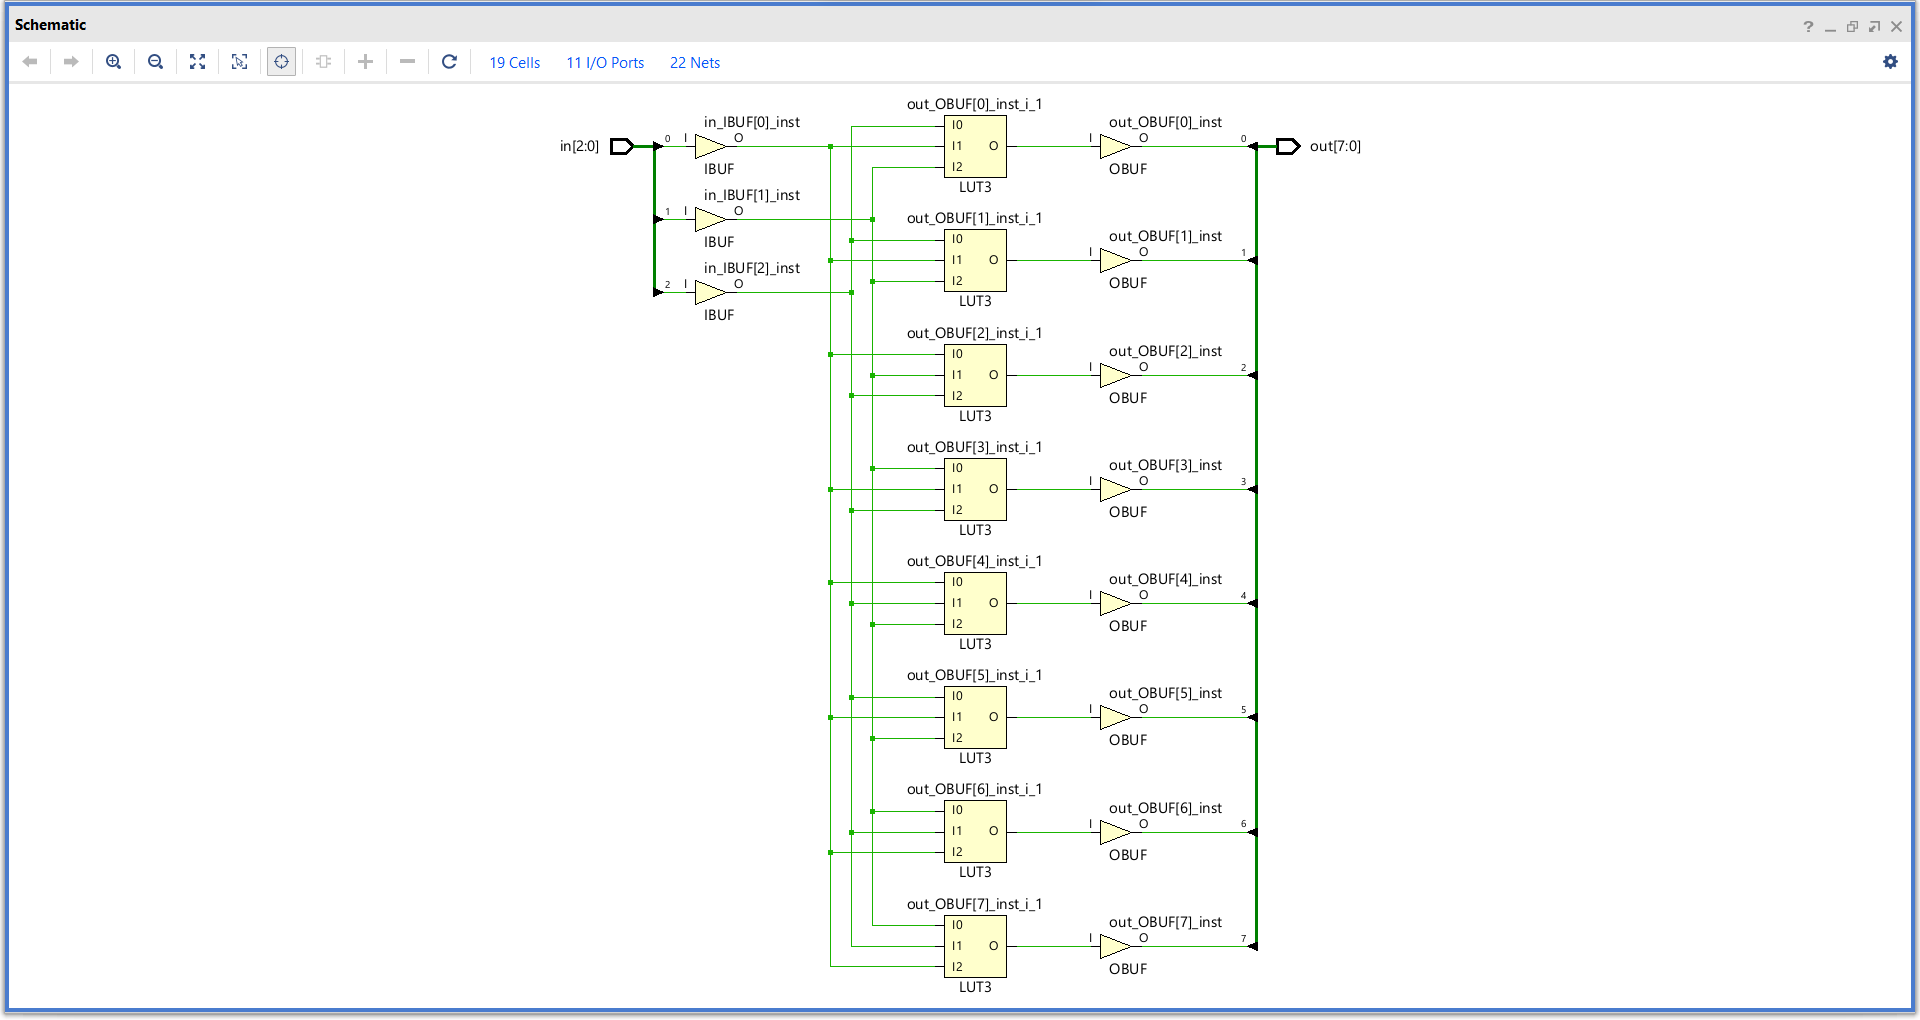 Schematic
?
19 Cells 11 I/O Ports 22 Nets
in[2:0]
0 I in_IBUF[0]_inst O
IBUF
1 I in_IBUF[1]_inst O
IBUF
2 I in_IBUF[2]_inst O
IBUF
out_OBUF[0]_inst_i_1
I0
I1 O
I2
LUT3
out_OBUF[0]_inst
I O 0
OBUF
out[7:0]
out_OBUF[1]_inst_i_1
I0
I1 O
I2
LUT3
out_OBUF[1]_inst
I O 1
OBUF
out_OBUF[2]_inst_i_1
I0
I1 O
I2
LUT3
out_OBUF[2]_inst
I O 2
OBUF
out_OBUF[3]_inst_i_1
I0
I1 O
I2
LUT3
out_OBUF[3]_inst
I O 3
OBUF
out_OBUF[4]_inst_i_1
I0
I1 O
I2
LUT3
out_OBUF[4]_inst
I O 4
OBUF
out_OBUF[5]_inst_i_1
I0
I1 O
I2
LUT3
out_OBUF[5]_inst
I O 5
OBUF
out_OBUF[6]_inst_i_1
I0
I1 O
I2
LUT3
out_OBUF[6]_inst
I O 6
OBUF
out_OBUF[7]_inst_i_1
I0
I1 O
I2
LUT3
out_OBUF[7]_inst
I O 7
OBUF